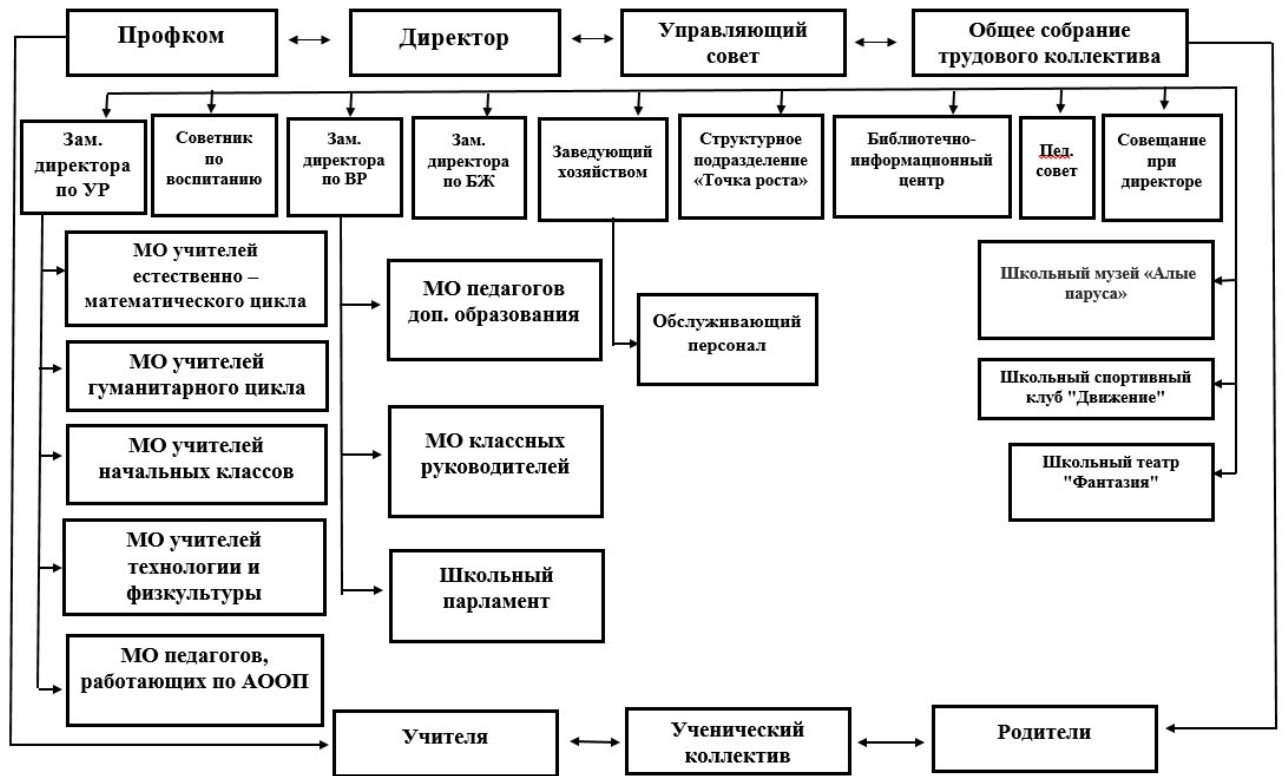 Профком
Директор
Управляющий
совет
Общее собрание
трудового коллектива
Зам.
директора
по УР
Советник
по
воспитанию
Зам.
директора
по ВР
Зам.
директора
по БЖ
Заведующий
хозяйством
Структурное
подразделение
«Точка роста»
Библиотечно-
информационный
центр
Пед.
совет
Совещание
при
директоре
МО учителей
естественно –
математического цикла
МО учителей
гуманитарного цикла
МО учителей
начальных классов
МО учителей
технологии и
физкультуры
МО педагогов,
работающих по АООП
МО педагогов
доп. образования
МО классных
руководителей
Школьный
парламент
Обслуживающий
персонал
Школьный музей «Алые
паруса»
Школьный спортивный
клуб "Движение"
Школьный театр
"Фантазия"
Учителя
Ученический
коллектив
Родители